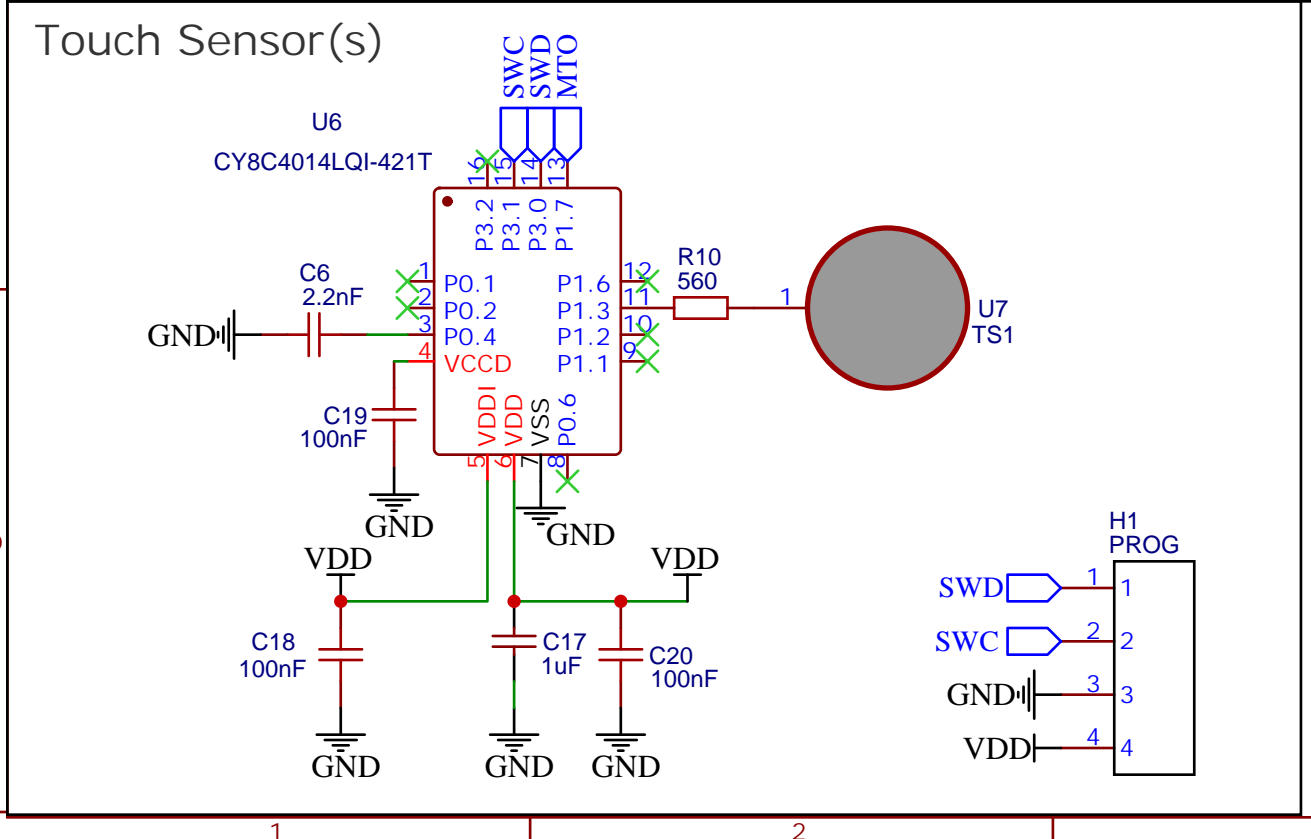 Touch Sensor(s)
SWC
SWD
MTO
U6
CY8C4014LQI-421T
16
15
14
13
P3.2
P3.1
P3.0
P1.7
1
P0.1
2
P0.2
3
P0.4
4
VCCD
12
P1.6
11
P1.3
10
P1.2
9
P1.1
VDDI
VDD
VSS
P0.6
5
6
7
8
C6
2.2nF
GND
C19
100nF
GND
GND
R10
560
1
U7
TS1
VDD
VDD
C18
100nF
C17
1uF
C20
100nF
GND
GND
GND
H1
PROG
SWD
1
1
SWC
2
2
GND
3
3
VDD
4
4
1
2